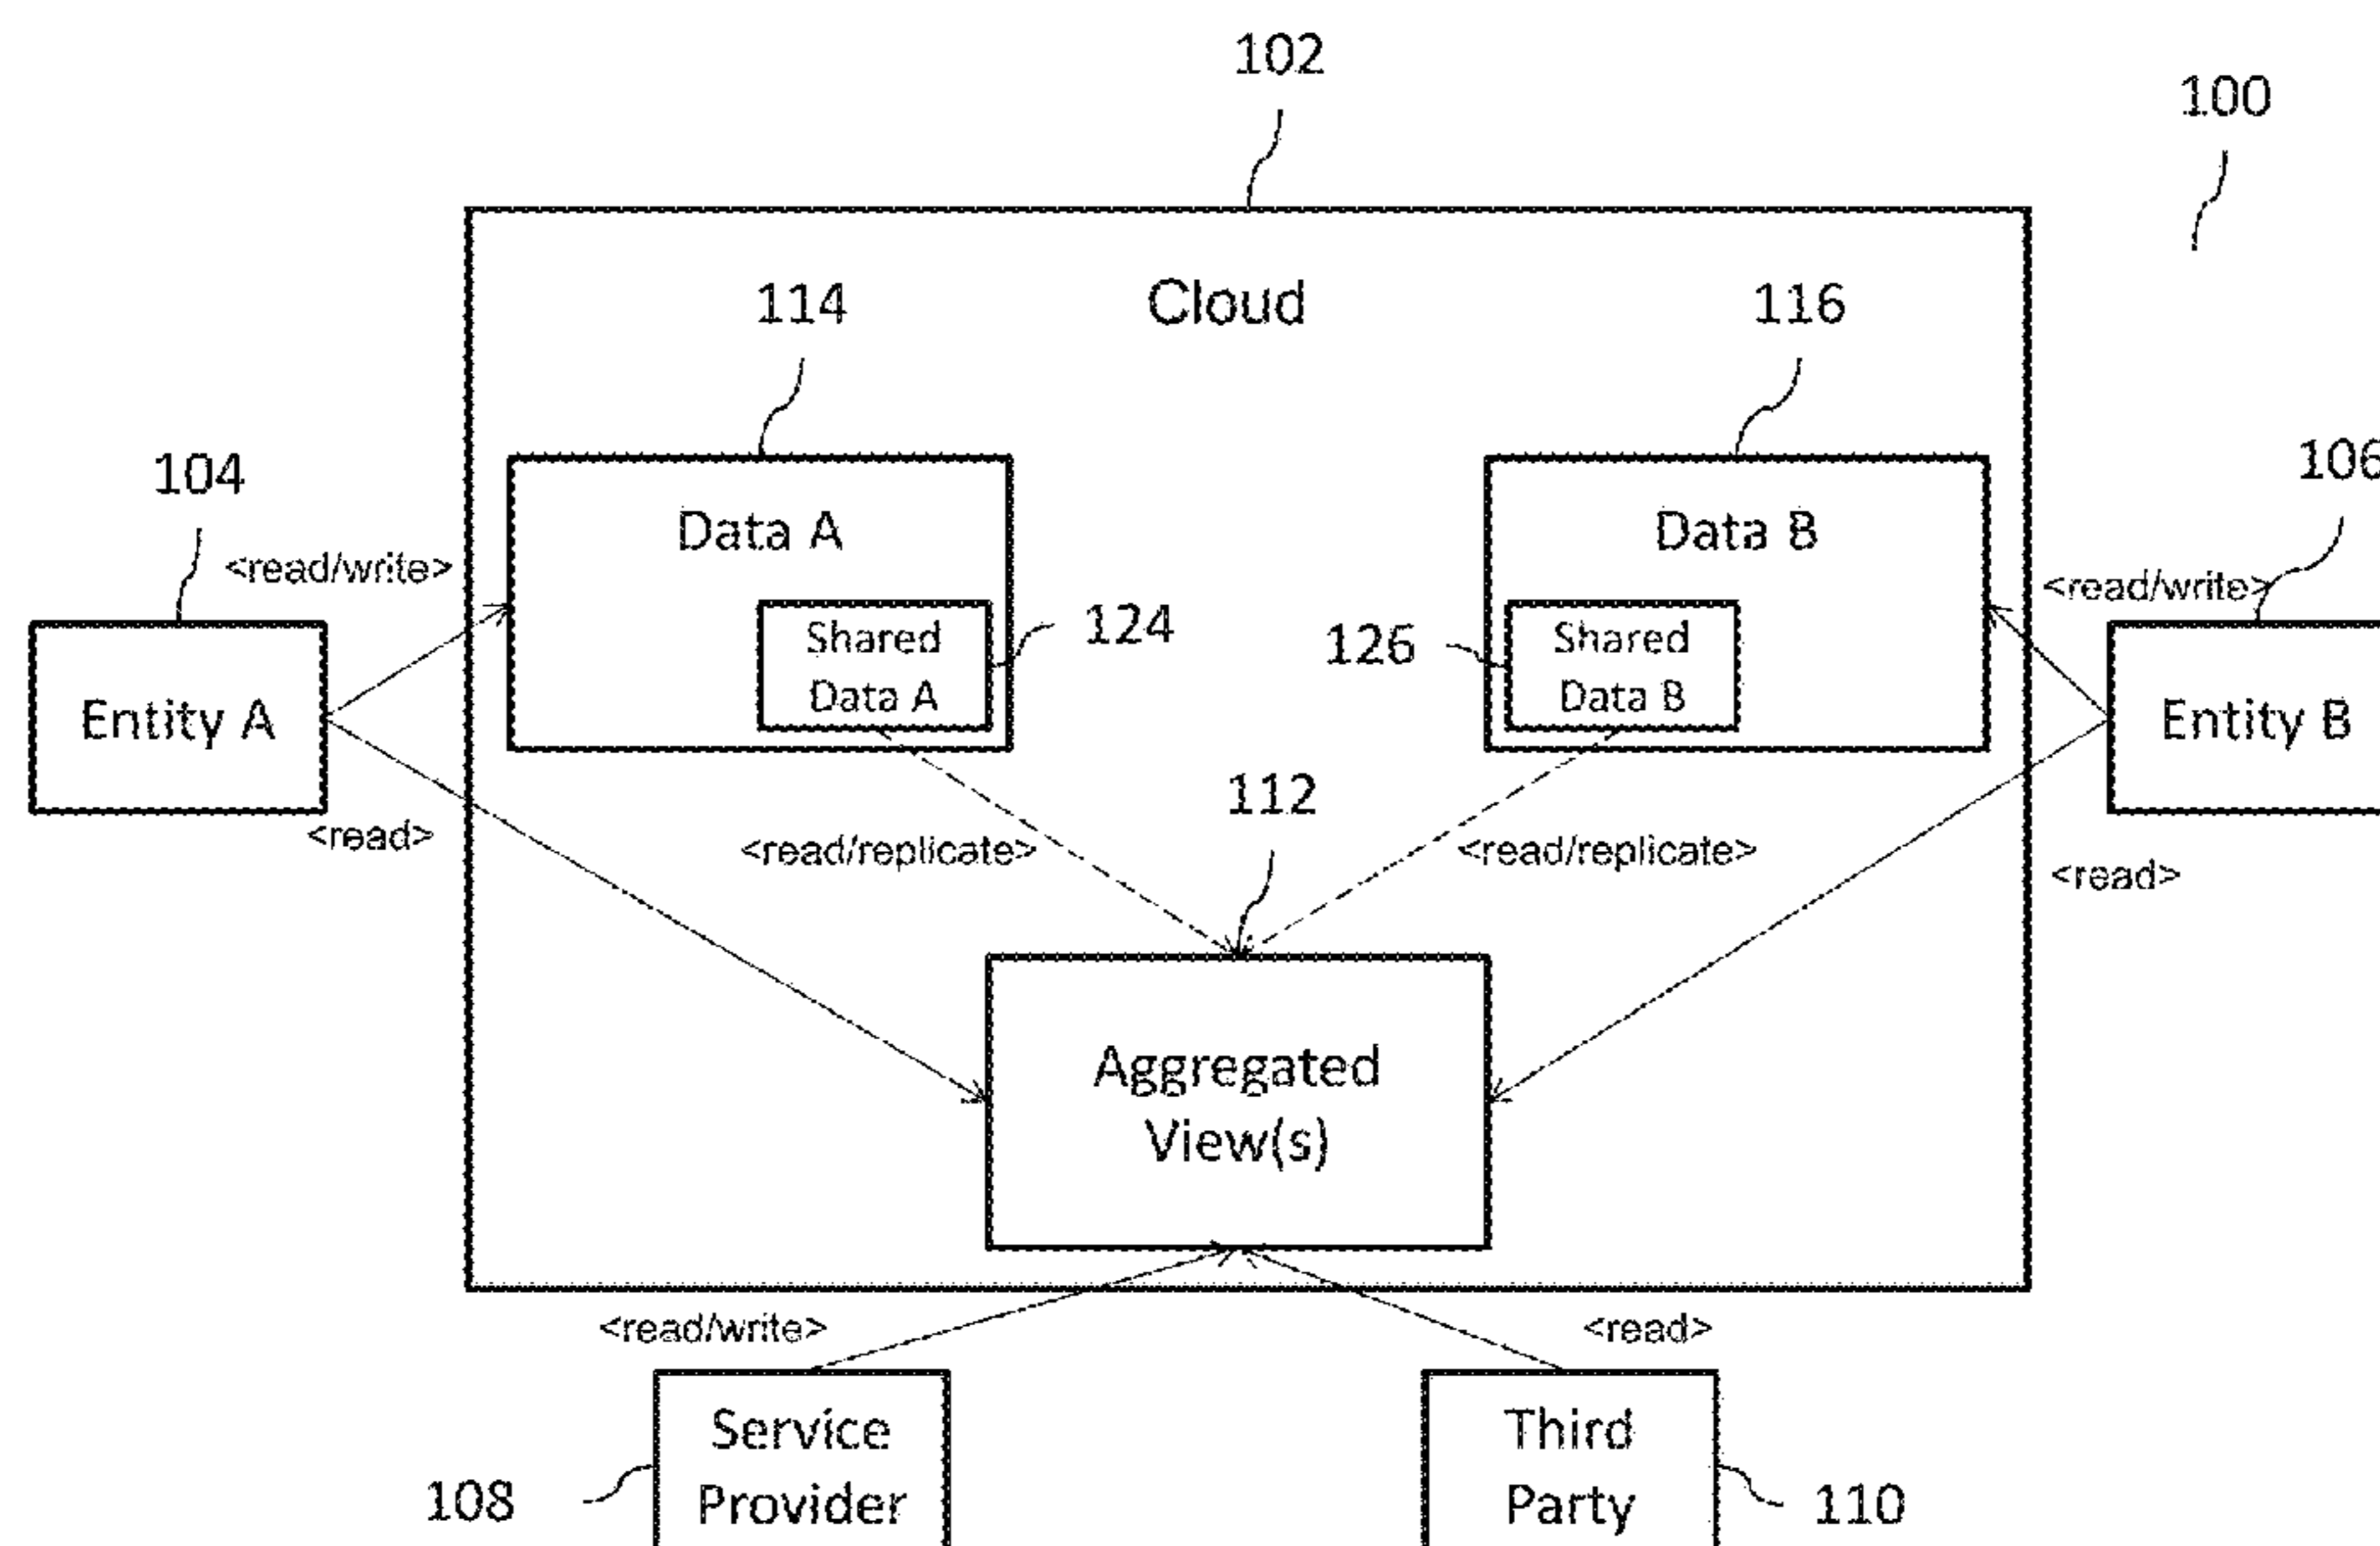 102
100
Cloud
114
116
104
106
Data A
Data B
<read/write>
<read/write>
Shared
Data A
124
126
Shared
Data B
Entity A
Entity B
112
<read>
<read/replicate>
<read/replicate>
<read>
Aggregated
View(s)
<read/write>
<read>
Service
Provider
Third
Party
108
110